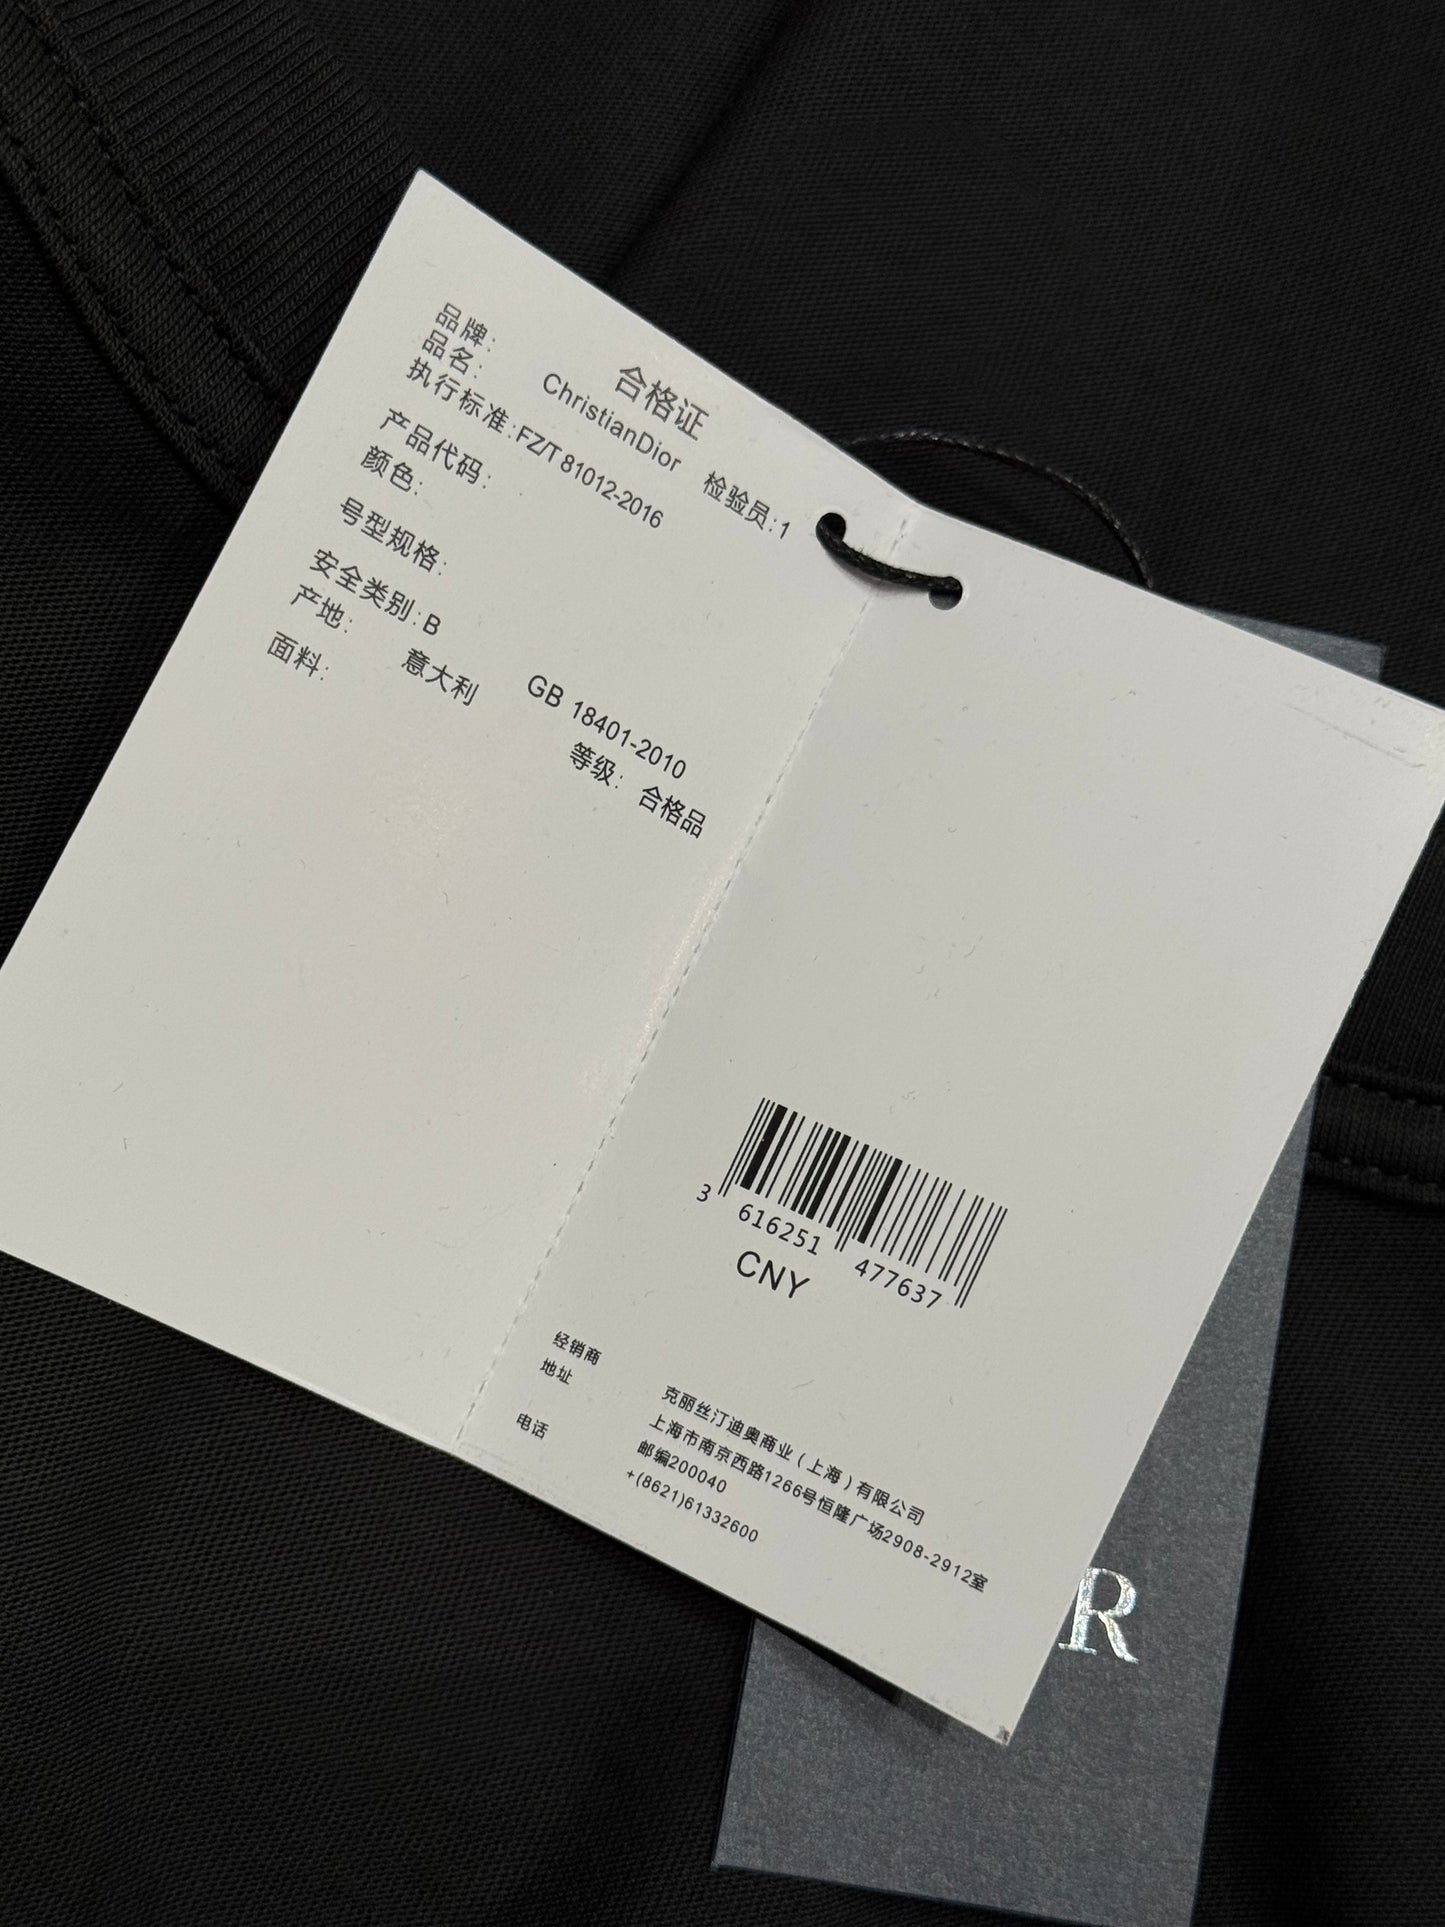 合格证
品牌: ChristianDior 检验员:1
品名:
执行标准:FZ/T 81012-2016
产品代码:
颜色:
号型规格:
安全类别:B GB 18401-2010
产地: 意大利 等级: 合格品
面料:
3 616251 477637
CNY
经销商 克丽丝汀迪奥商业(上海)有限公司
地址 上海市南京西路1266号恒隆广场2908-2912室
邮编200040
电话 +(8621)61332600
R